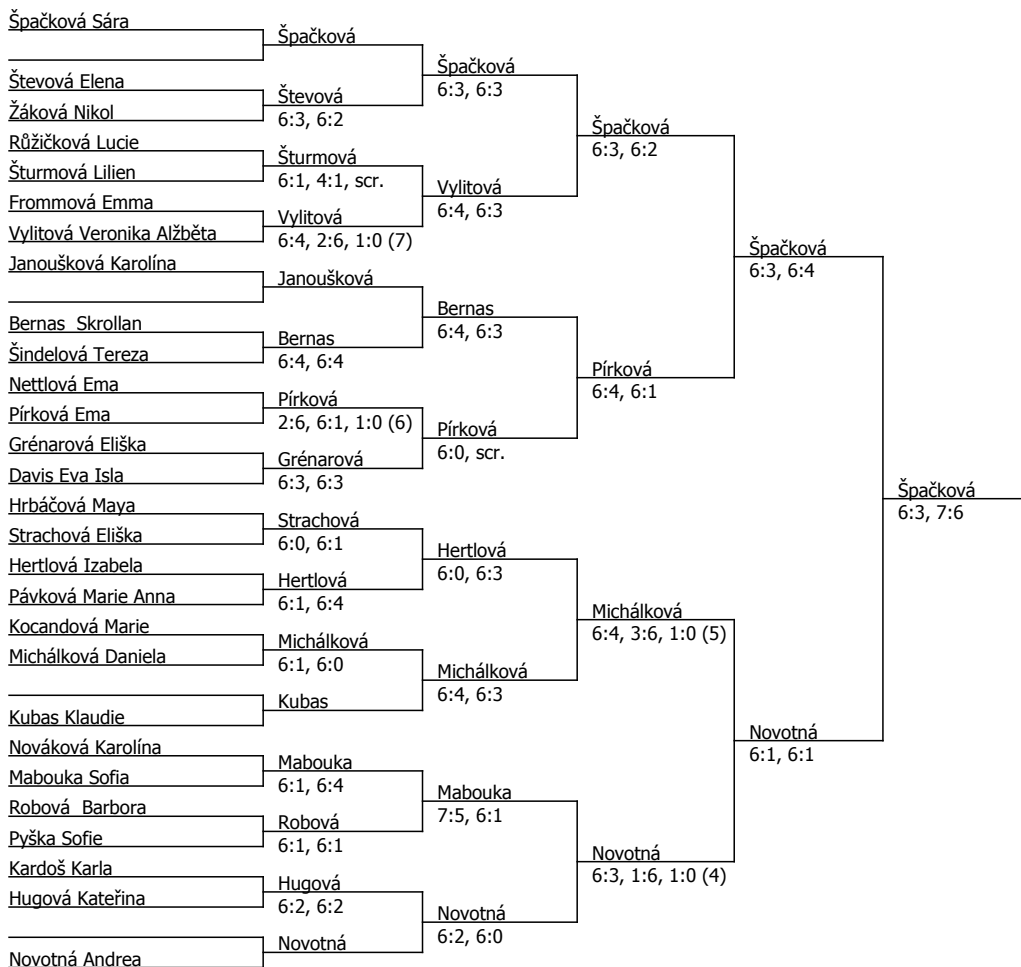 Špačková Sára
Špačková
Špačková
6:3, 6:3
Števová Elena
Števová
6:3, 6:2
Žáková Nikol
Špačková
6:3, 6:2
Růžičková Lucie
Šturmová
6:1, 4:1, scr.
Šturmová Lilien
Vylitová
6:4, 6:3
Frommová Emma
Vylitová
6:4, 2:6, 1:0 (7)
Vylitová Veronika Alžběta
Špačková
6:3, 6:4
Janoušková Karolína
Janoušková
Bernas
6:4, 6:3
Bernas  Skrollan
Bernas
6:4, 6:4
Šindelová Tereza
Pírková
6:4, 6:1
Nettlová Ema
Pírková
2:6, 6:1, 1:0 (6)
Pírková Ema
Pírková
6:0, scr.
Grénarová Eliška
Grénarová
6:3, 6:3
Davis Eva Isla
Špačková
6:3, 7:6
Hrbáčová Maya
Strachová
6:0, 6:1
Strachová Eliška
Hertlová
6:0, 6:3
Hertlová Izabela
Hertlová
6:1, 6:4
Pávková Marie Anna
Michálková
6:4, 3:6, 1:0 (5)
Kocandová Marie
Michálková
6:1, 6:0
Michálková Daniela
Michálková
6:4, 6:3
Kubas
Kubas Klaudie
Novotná
6:1, 6:1
Nováková Karolína
Mabouka
6:1, 6:4
Mabouka Sofia
Mabouka
7:5, 6:1
Robová  Barbora
Robová
6:1, 6:1
Pyška Sofie
Novotná
6:3, 1:6, 1:0 (4)
Kardoš Karla
Hugová
6:2, 6:2
Hugová Kateřina
Novotná
6:2, 6:0
Novotná
Novotná Andrea